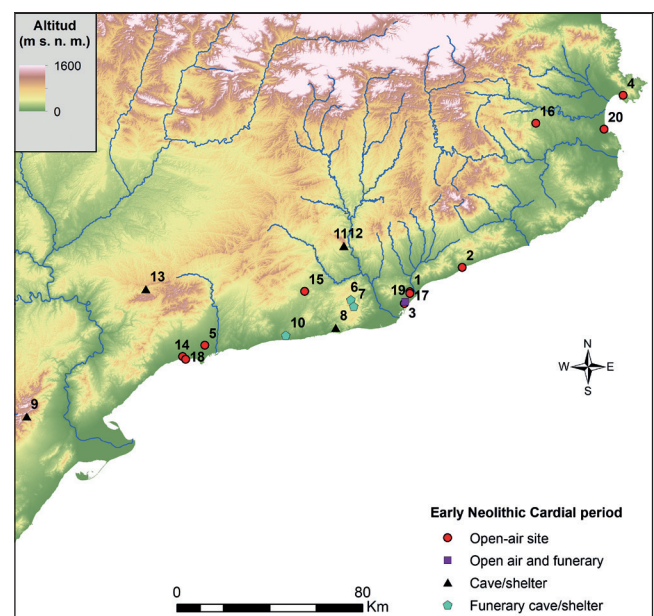 Altitud
(m s. n. m.)
1600
0
4
16
20
11 12
2
13
15
1
19
17
6
7
3
8
10
5
14
18
9
N
W E
S
Early Neolithic Cardial period
Open-air site
Open air and funerary
Cave/shelter
Funerary cave/shelter
0 80
Km